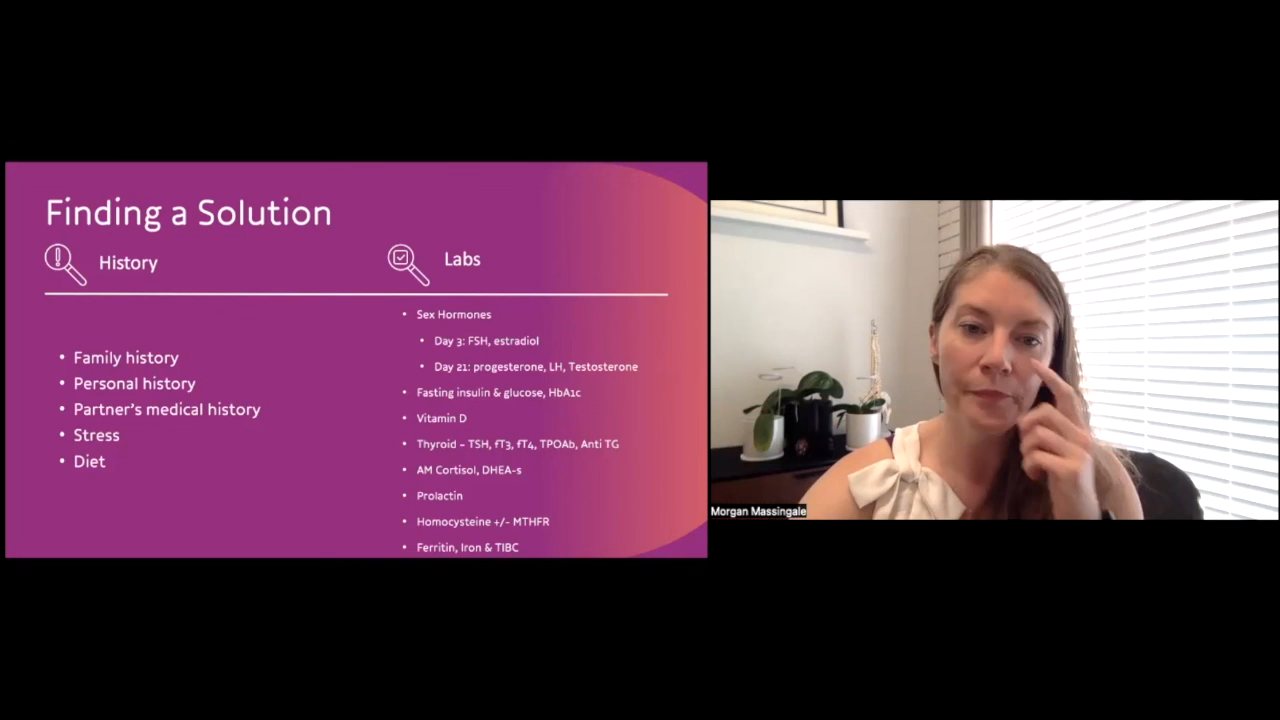 Finding a Solution
History
• Family history
• Personal history
• Partner's medical history
• Stress
• Diet
Labs
• Sex Hormones
• Day 3: FSH, estradiol
• Day 21: progesterone, LH, Testosterone
• Fasting insulin & glucose, HbA1c
• Vitamin D
• Thyroid – TSH, fT3, fT4, TPOAb, Anti TG
• AM Cortisol, DHEA-s
• Prolactin
• Homocysteine +/- MTHFR
• Ferritin, Iron & TIBC
Morgan Massingale